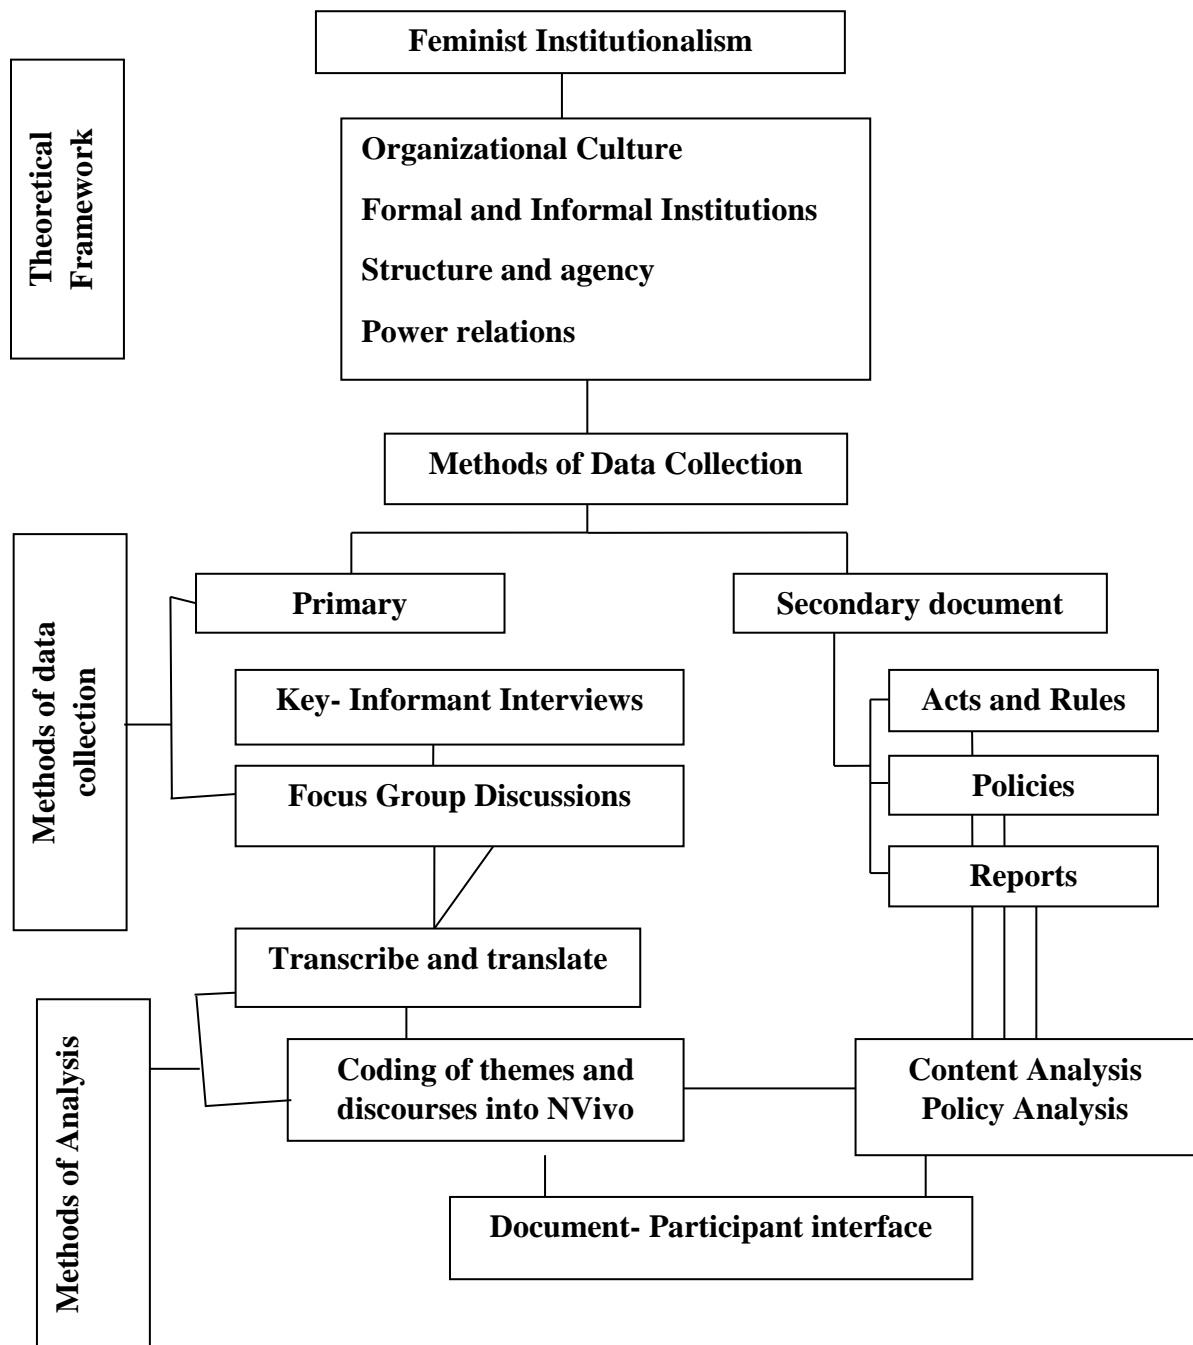 Feminist Institutionalism
Theoretical
Framework
Organizational Culture
Formal and Informal Institutions
Structure and agency
Power relations
Methods of Data Collection
Methods of data
collection
Primary
Secondary document
Key- Informant Interviews
Acts and Rules
Focus Group Discussions
Policies
Reports
Transcribe and translate
Methods of Analysis
Coding of themes and
discourses into NVivo
Content Analysis
Policy Analysis
Document- Participant interface